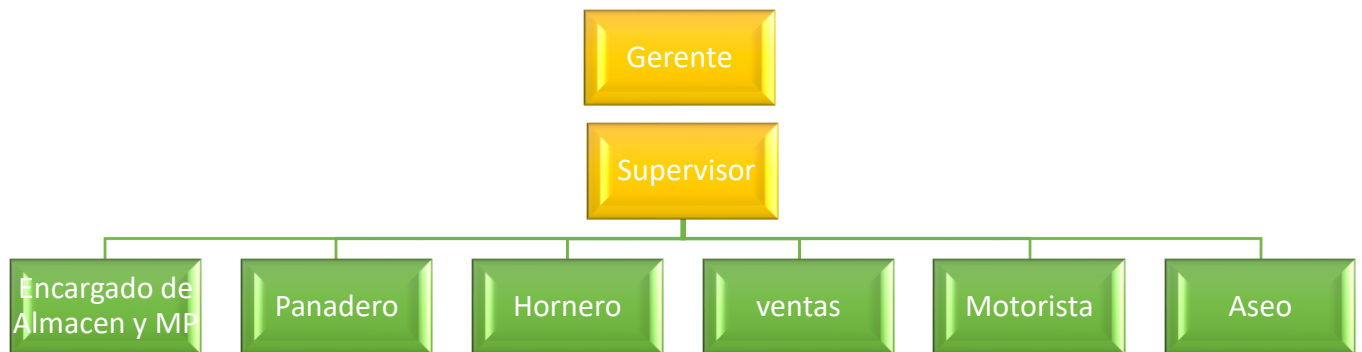 Gerente
Supervisor
Encargado de
Almacen y MP
Panadero
Hornero
ventas
Motorista
Aseo